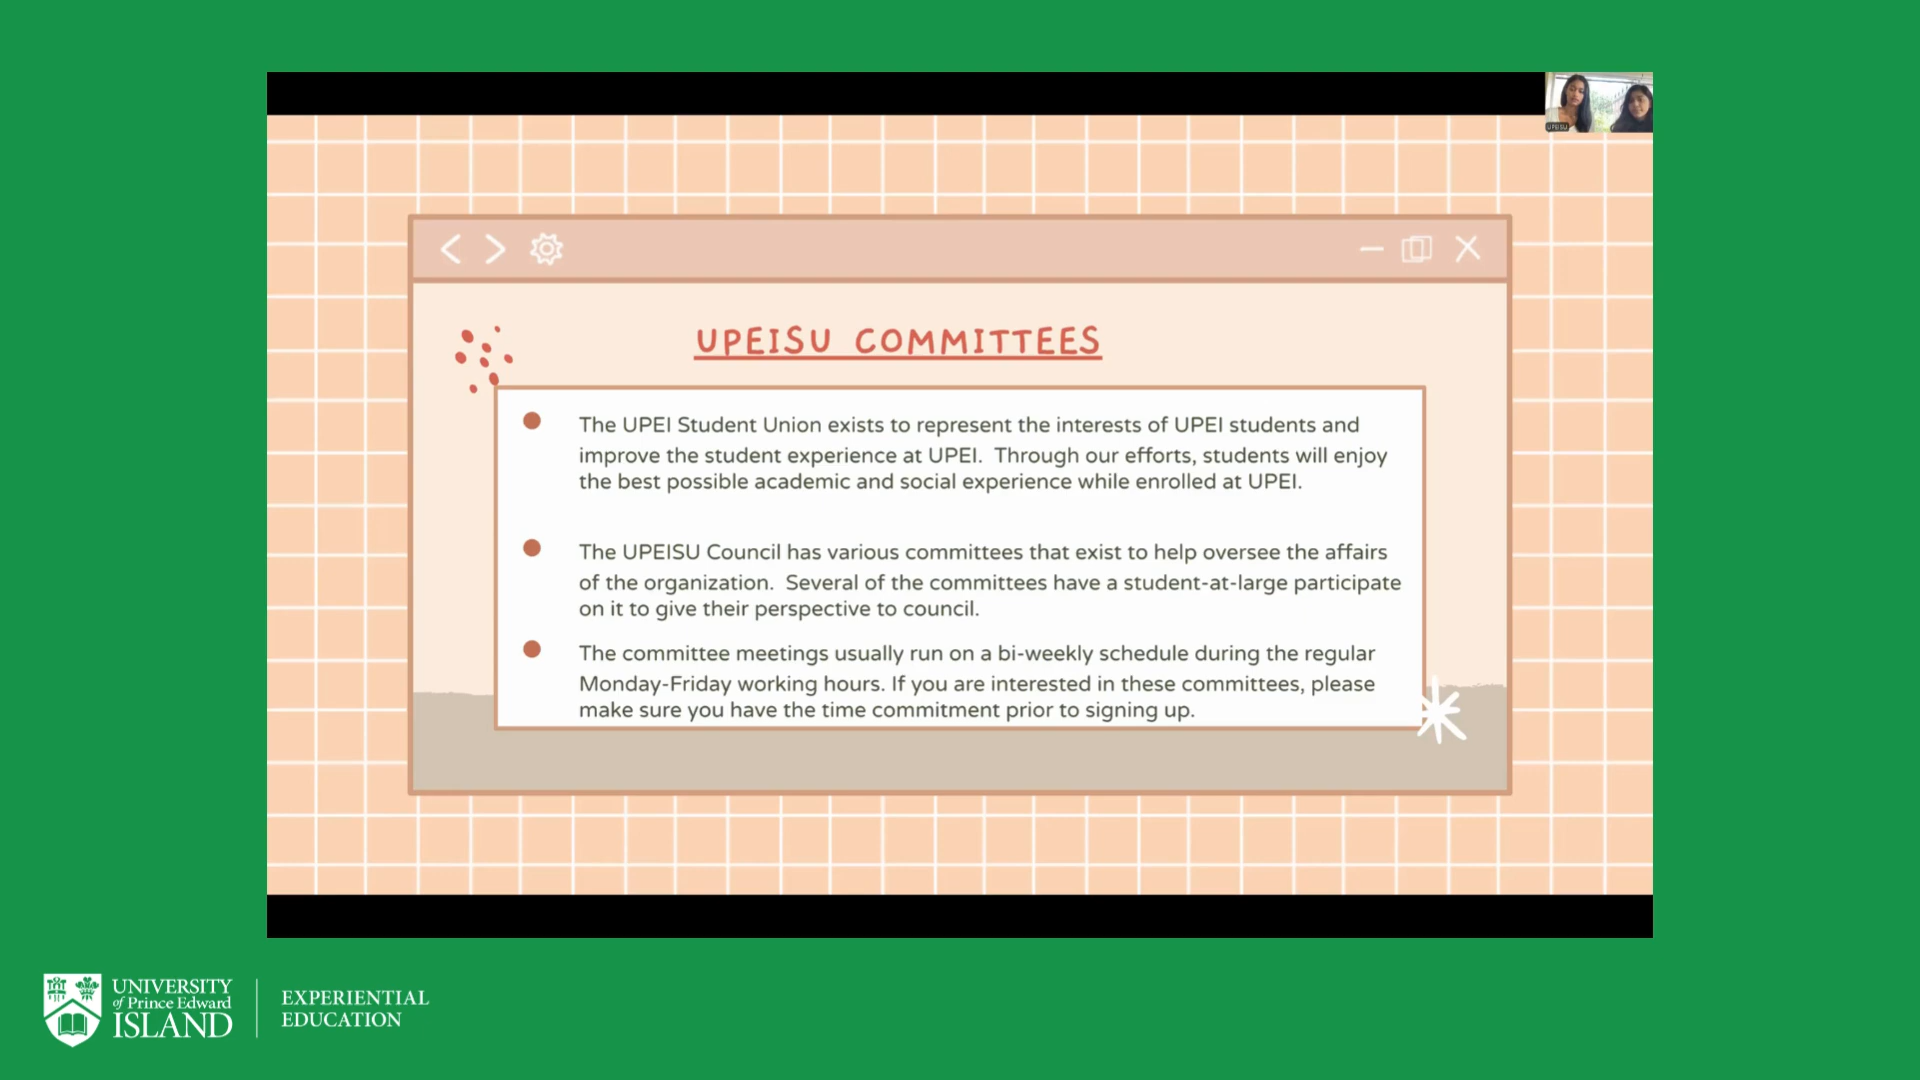 UPEISU
UPEISU COMMITTEES
The UPEI Student Union exists to represent the interests of UPEI students and
improve the student experience at UPEI.  Through our efforts, students will enjoy
the best possible academic and social experience while enrolled at UPEI.
The UPEISU Council has various committees that exist to help oversee the affairs
of the organization.  Several of the committees have a student-at-large participate
on it to give their perspective to council.
The committee meetings usually run on a bi-weekly schedule during the regular
Monday-Friday working hours. If you are interested in these committees, please
make sure you have the time commitment prior to signing up.
UNIVERSITY
of Prince Edward
ISLAND
EXPERIENTIAL
EDUCATION